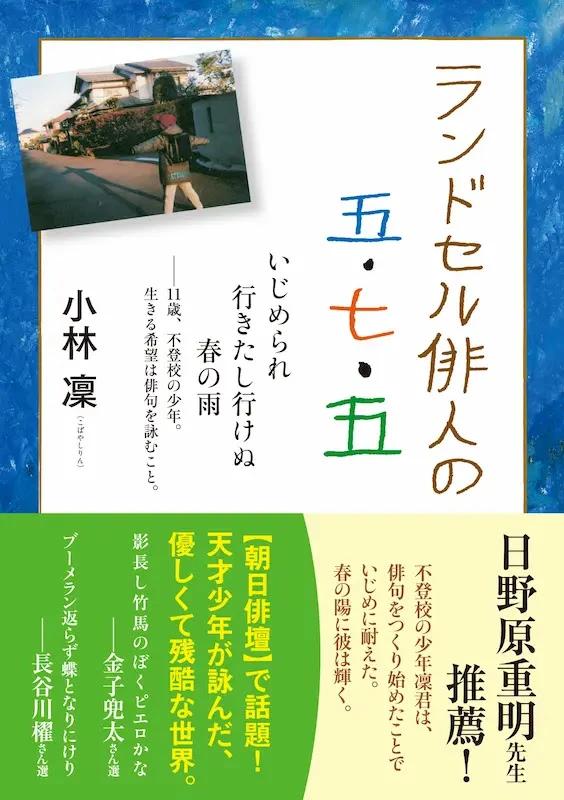 ランドセル俳人の
五・七・五
いじめられ
行きたし行けぬ
春の雨
──11歳、不登校の少年。
生きる希望は俳句を詠むこと。
小林 凜
(こばやしりん)
日野原重明先生
推薦！
不登校の少年凜君は、
俳句をつくり始めたことで
いじめに耐えた。
春の陽に彼は輝く。
【朝日俳壇】で話題！
天才少年が詠んだ、
優しくて残酷な世界。
影長し竹馬のぼくピエロかな
──金子兜太さん選
ブーメラン返らず蝶となりにけり
──長谷川櫂さん選